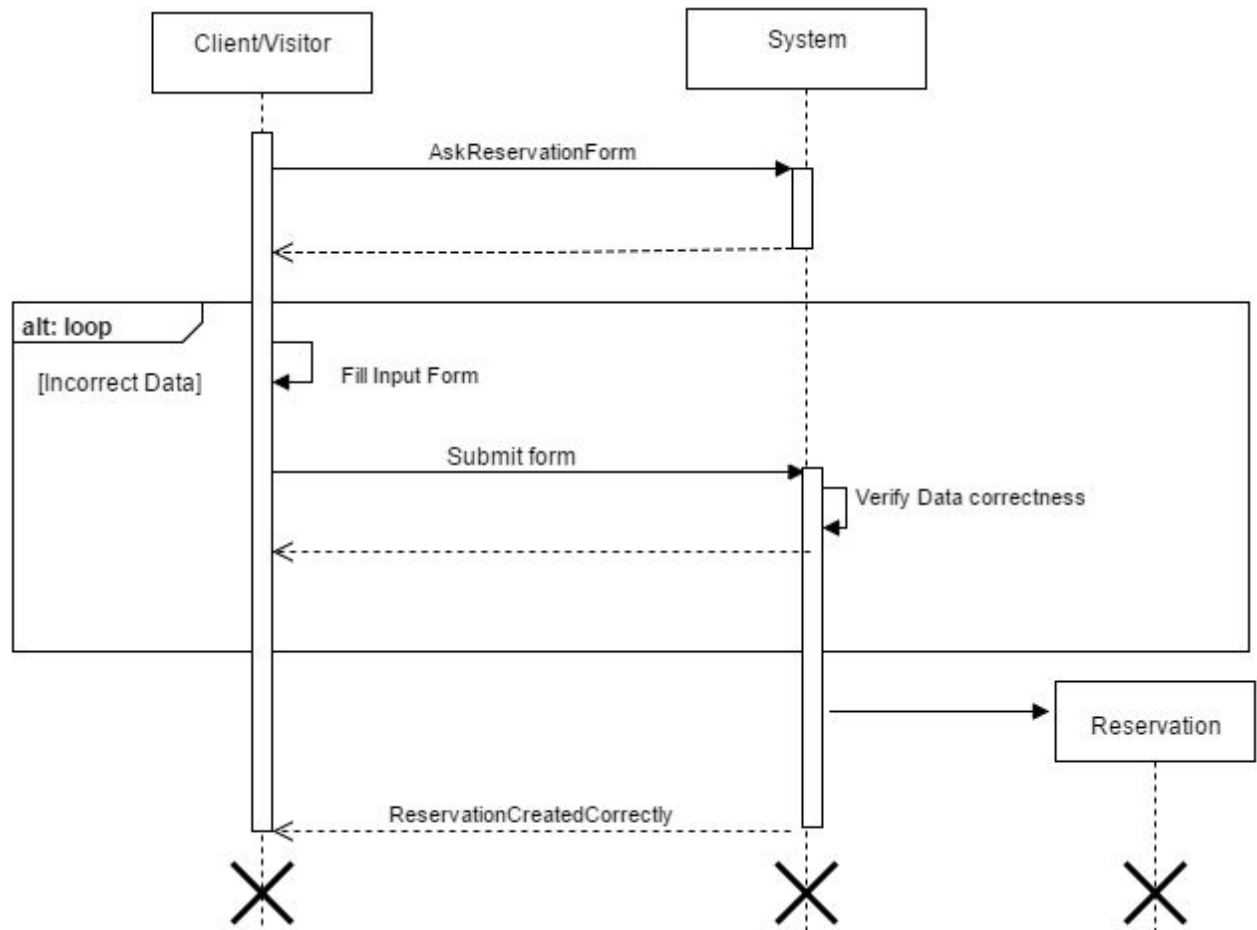 Client/Visitor
System
AskReservationForm
alt: loop
[Incorrect Data]
Fill Input Form
Submit form
Verify Data correctness
Reservation
ReservationCreatedCorrectly